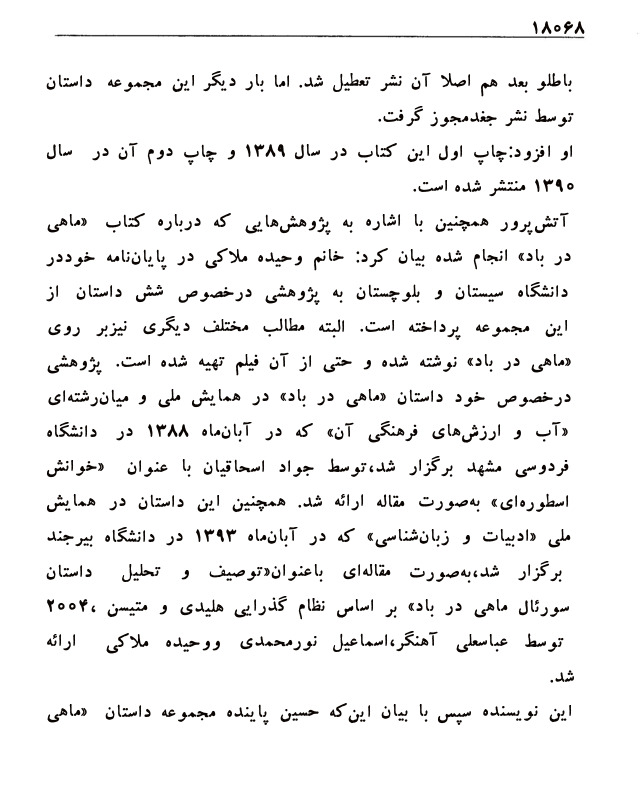 ۱۸۰۶۸
باطلو بعد هم اصلا آن نشر تعطیل شد. اما بار دیگر این مجموعه داستان
توسط نشر جغدمجوز گرفت.
او افزود:چاپ اول این کتاب در سال ۱۳۸۹ و چاپ دوم آن در سال
۱۳۹۰ منتشر شده است.
آتش‌پرور همچنین با اشاره به پژوهش‌هایی که درباره کتاب «ماهی
در باد» انجام شده بیان کرد: خانم وحیده ملاکی در پایان‌نامه خوددر
دانشگاه سیستان و بلوچستان به پژوهشی درخصوص شش داستان از
این مجموعه پرداخته است. البته مطالب مختلف دیگری نیزبر روی
«ماهی در باد» نوشته شده و حتی از آن فیلم تهیه شده است. پژوهشی
درخصوص خود داستان «ماهی در باد» در همایش ملی و میان‌رشته‌ای
«آب و ارزش‌های فرهنگی آن» که در آبان‌ماه ۱۳۸۸ در دانشگاه
فردوسی مشهد برگزار شد،توسط جواد اسحاقیان با عنوان «خوانش
اسطوره‌ای» به‌صورت مقاله ارائه شد. همچنین این داستان در همایش
ملی «ادبیات و زبان‌شناسی» که در آبان‌ماه ۱۳۹۳ در دانشگاه بیرجند
برگزار شد،به‌صورت مقاله‌ای باعنوان«توصیف و تحلیل داستان
سورئال ماهی در باد» بر اساس نظام گذرایی هلیدی و متیسن ،۲۰۰۴
توسط عباسعلی آهنگر،اسماعیل نورمحمدی ووحیده ملاکی ارائه
شد.
این نویسنده سپس با بیان این‌که حسین پاینده مجموعه داستان «ماهی